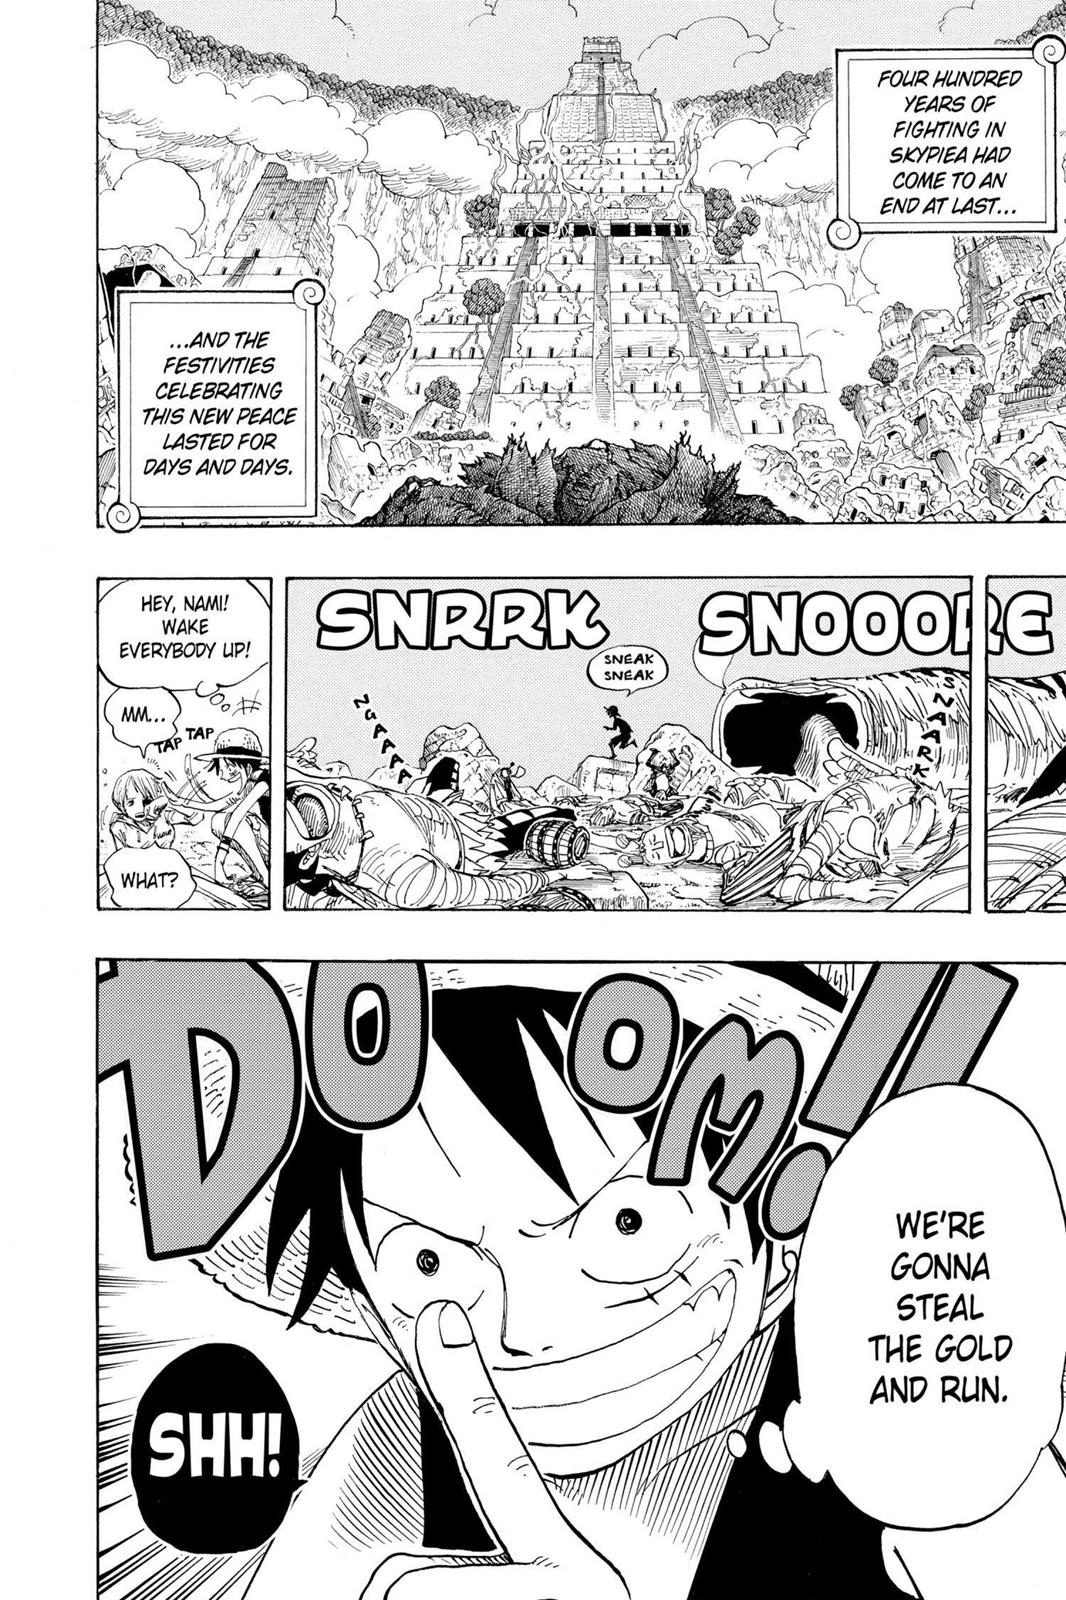 FOUR HUNDRED
YEARS OF
FIGHTING IN
SKYPIEA HAD
COME TO AN
END AT LAST...
...AND THE
FESTIVITIES
CELEBRATING
THIS NEW PEACE
LASTED FOR
DAYS AND DAYS.
SNOOORE
SNARK
SNEAK
SNEAK
SNRRK
NGAAAA
HEY, NAMI!
WAKE
EVERYBODY UP!
MM...
TAP TAP
WHAT?
DOOM!!
WE'RE
GONNA
STEAL
THE GOLD
AND RUN.
SHH!